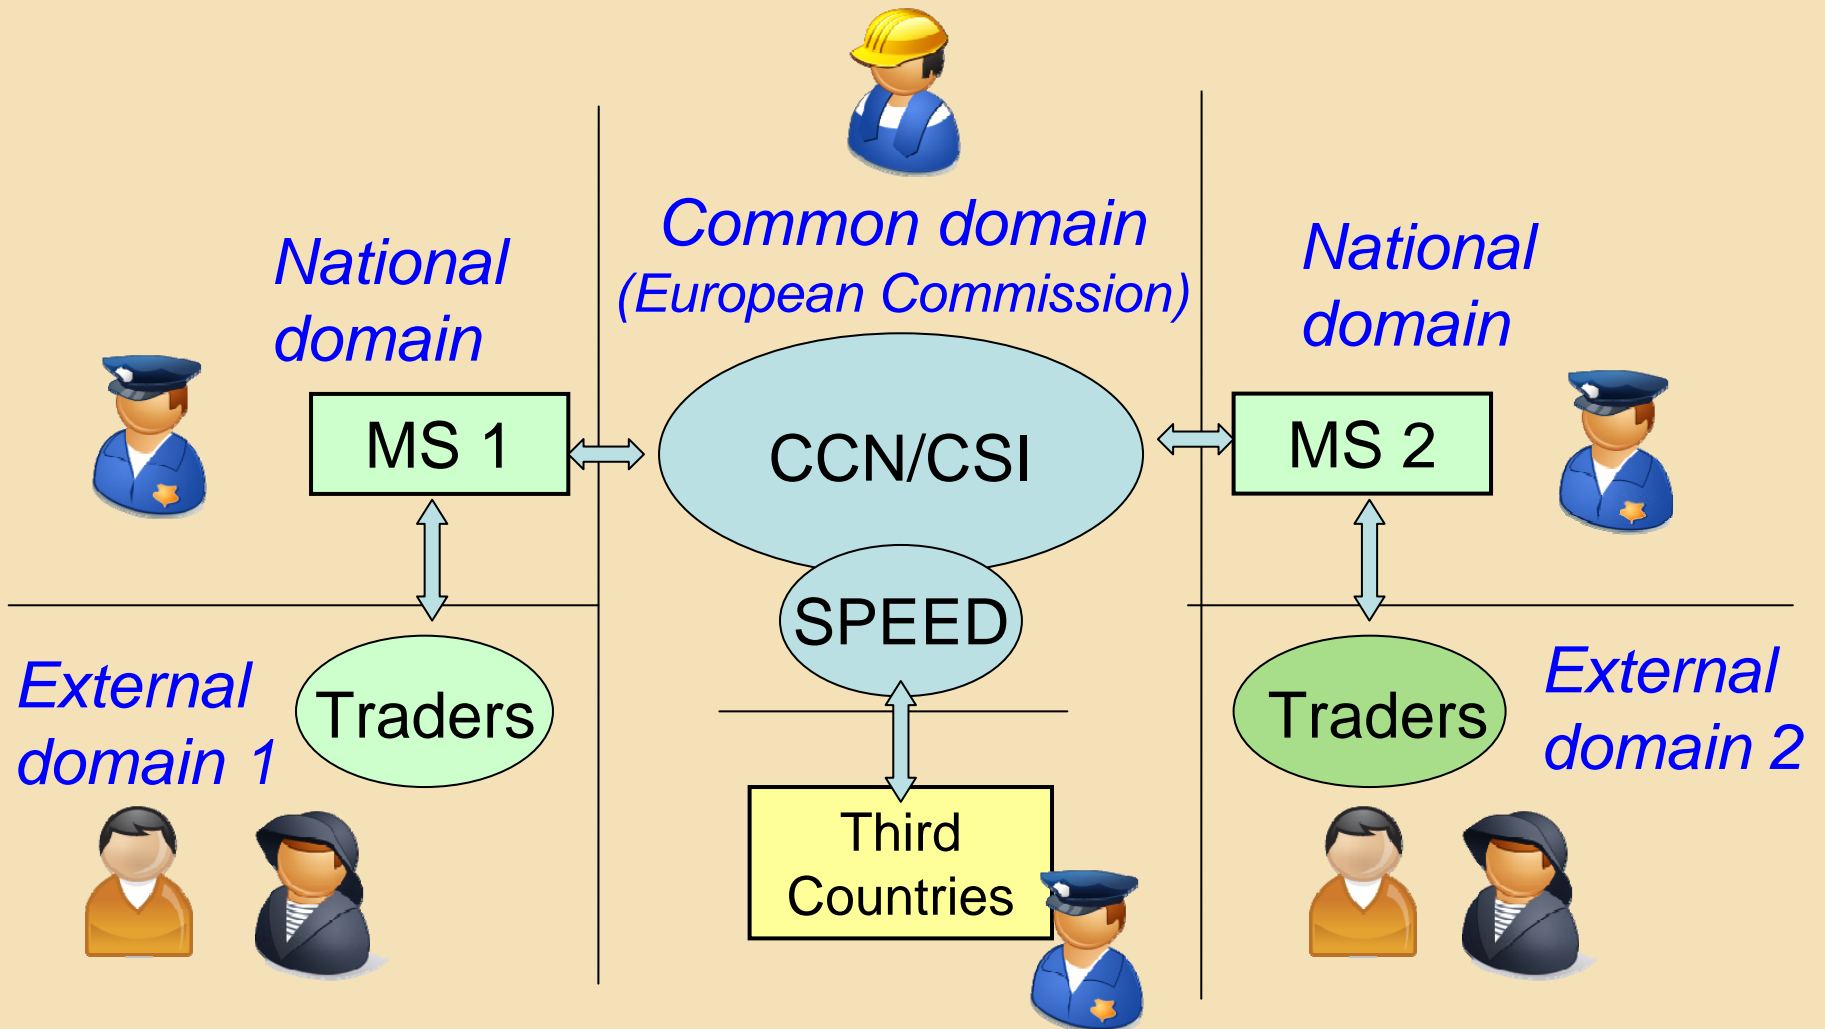 Common domain
(European Commission)
National
domain
National
domain
MS 1
CCN/CSI
MS 2
SPEED
External
domain 1
Traders
Traders
External
domain 2
Third
Countries